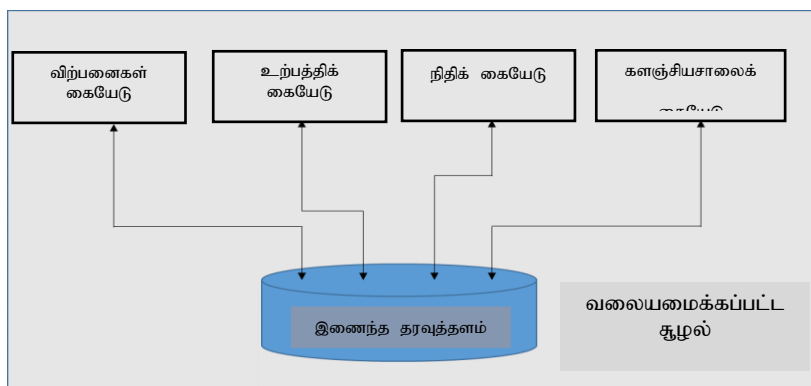 விற்பனைகள்
கையேடு
உற்பத்திக்
கையேடு
நிதிக் கையேடு
களஞ்சியசாலைக்
கையேடு
இணைந்த தரவுத்தளம்
வலையமைக்கப்பட்ட
சூழல்